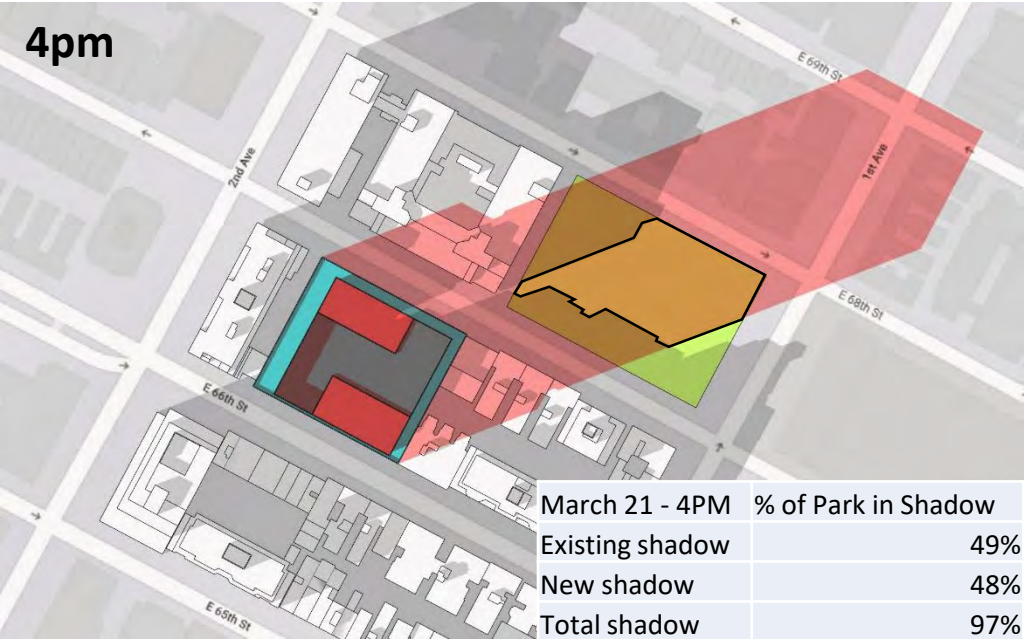 4pm
E 69th St
2nd Ave
1st Ave
E 68th St
E 66th St
E 65th St
March 21 - 4PM % of Park in Shadow
Existing shadow 49%
New shadow 48%
Total shadow 97%